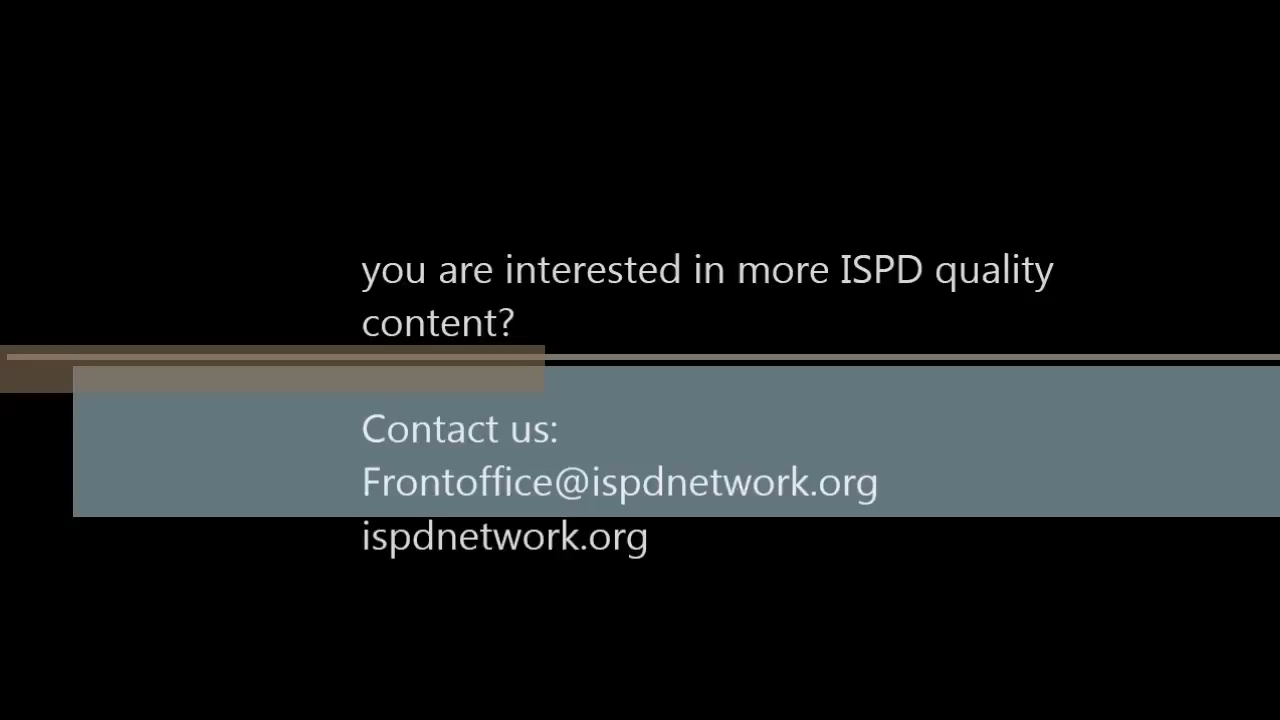 you are interested in more ISPD quality
content?
Contact us:
Frontoffice@ispdnetwork.org
ispdnetwork.org